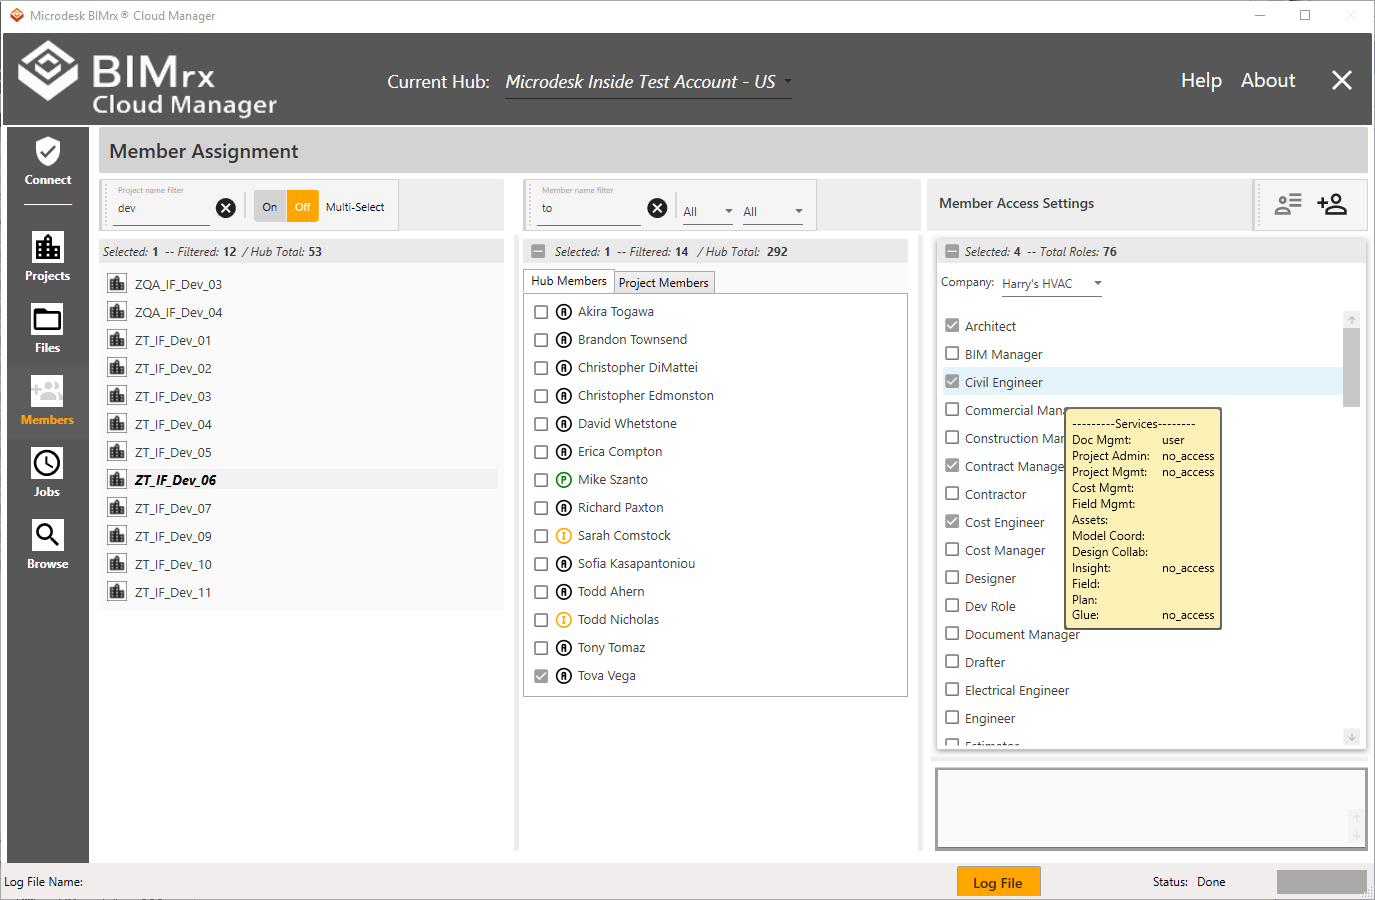 Microdesk BIMrx® Cloud Manager
BIMrx
Cloud Manager
Current Hub: Microdesk Inside Test Account - US
Help About
Connect
Projects
Files
Members
Jobs
Browse
Member Assignment
Project name filter
dev
On Off Multi-Select
Selected: 1 -- Filtered: 12 / Hub Total: 53
ZQA_IF_Dev_03
ZQA_IF_Dev_04
ZT_IF_Dev_01
ZT_IF_Dev_02
ZT_IF_Dev_03
ZT_IF_Dev_04
ZT_IF_Dev_05
ZT_IF_Dev_06
ZT_IF_Dev_07
ZT_IF_Dev_09
ZT_IF_Dev_10
ZT_IF_Dev_11
Member name filter
to
All All
Selected: 1 -- Filtered: 14 / Hub Total: 292
Hub Members Project Members
A Akira Togawa
A Brandon Townsend
A Christopher DiMattei
A Christopher Edmonston
A David Whetstone
A Erica Compton
P Mike Szanto
A Richard Paxton
I Sarah Comstock
A Sofia Kasapantoniou
A Todd Ahern
I Todd Nicholas
A Tony Tomaz
A Tova Vega
Member Access Settings
Selected: 4 -- Total Roles: 76
Company: Harry's HVAC
Architect
BIM Manager
Civil Engineer
Commercial Mana
Construction Mar
Contract Manage
Contractor
Cost Engineer
Cost Manager
Designer
Dev Role
Document Manager
Drafter
Electrical Engineer
Engineer
Estimator
---------Services--------
Doc Mgmt: user
Project Admin: no_access
Project Mgmt: no_access
Cost Mgmt:
Field Mgmt:
Assets:
Model Coord:
Design Collab:
Insight: no_access
Field:
Plan:
Glue: no_access
Log File Name:
Log File
Status: Done